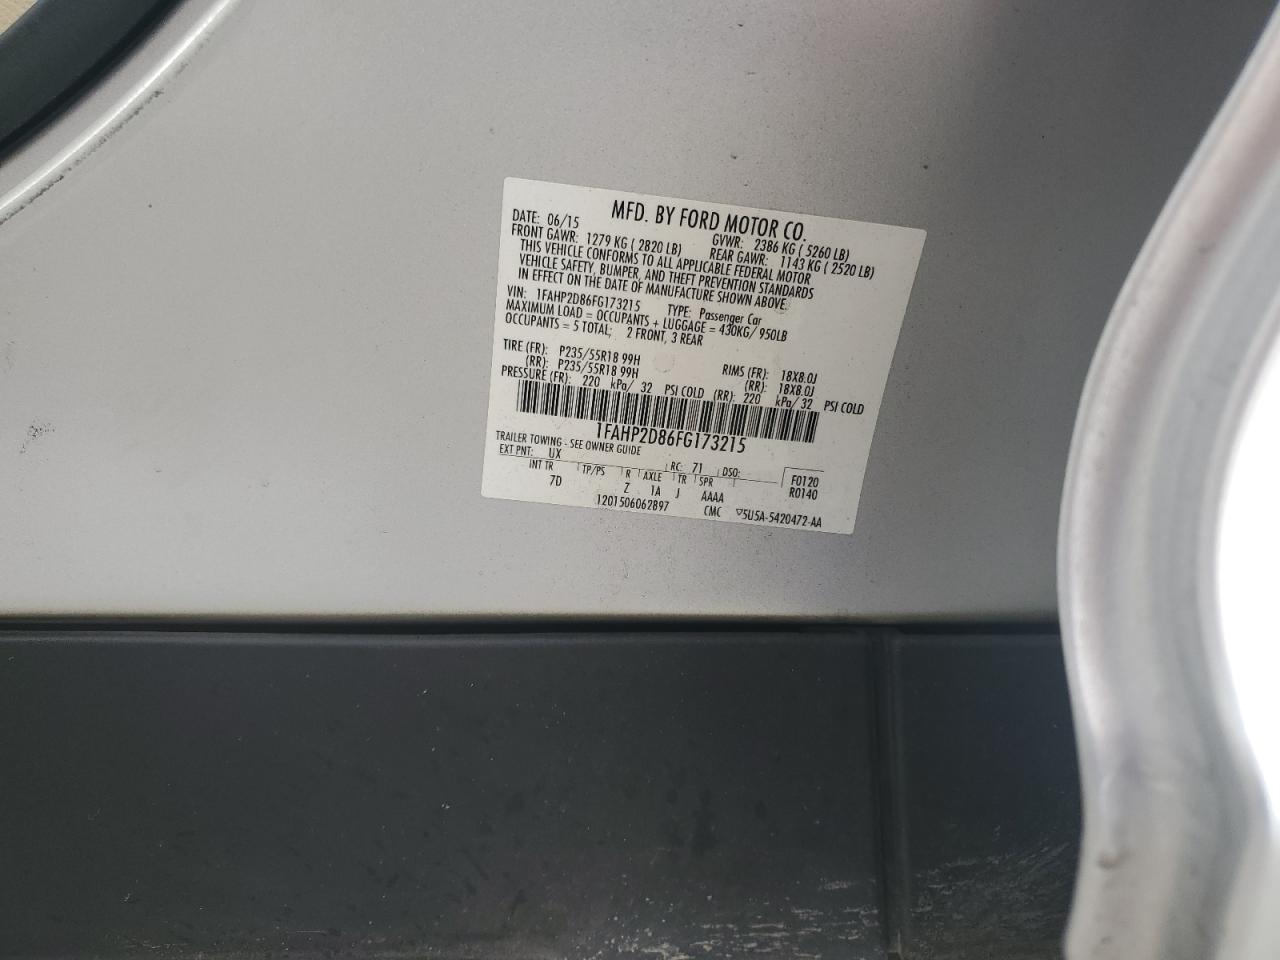 MFD. BY FORD MOTOR CO.
DATE: 06/15 GVWR: 2386 KG ( 5260 LB)
FRONT GAWR: 1279 KG ( 2820 LB) REAR GAWR: 1143 KG ( 2520 LB)
THIS VEHICLE CONFORMS TO ALL APPLICABLE FEDERAL MOTOR
VEHICLE SAFETY, BUMPER, AND THEFT PREVENTION STANDARDS
IN EFFECT ON THE DATE OF MANUFACTURE SHOWN ABOVE.
VIN: 1FAHP2D86FG173215 TYPE: Passenger Car
MAXIMUM LOAD = OCCUPANTS + LUGGAGE = 430KG/ 950LB
OCCUPANTS = 5 TOTAL; 2 FRONT, 3 REAR
TIRE (FR): P235/55R18 99H RIMS (FR): 18X8.0J
(RR): P235/55R18 99H (RR): 18X8.0J
PRESSURE (FR): 220 kPa/ 32 PSI COLD (RR): 220 kPa/ 32 PSI COLD
1FAHP2D86FG173215
TRAILER TOWING - SEE OWNER GUIDE
EXT PNT: UX RC: 71 DSO: F0120
INT TR TP/PS R AXLE TR SPR R0140
7D Z 1A J AAAA
1201506062897 CMC ▽5U5A-5420472-AA